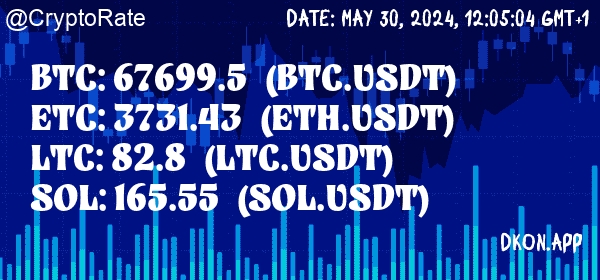 @CryptoRate
DATE: MAY 30, 2024, 12:05:04 GMT+1
BTC: 67699.5 (BTC.USDT)
ETC: 3731.43 (ETH.USDT)
LTC: 82.8 (LTC.USDT)
SOL: 165.55 (SOL.USDT)
DKON.APP